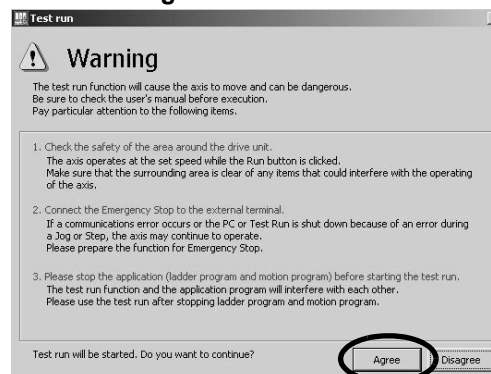 Test run
Warning
The test run function will cause the axis to move and can be dangerous.
Be sure to check the user's manual before execution.
Pay particular attention to the following items.
1. Check the safety of the area around the drive unit.
The axis operates at the set speed while the Run button is clicked.
Make sure that the surrounding area is clear of any items that could interfere with the operating
of the axis.
2. Connect the Emergency Stop to the external terminal.
If a communications error occurs or the PC or Test Run is shut down because of an error during
a Jog or Step, the axis may continue to operate.
Please prepare the function for Emergency Stop.
3. Please stop the application (ladder program and motion program) before starting the test run.
The test run function and the application program will interfere with each other.
Please use the test run after stopping ladder program and motion program.
Test run will be started. Do you want to continue?
Agree
Disagree